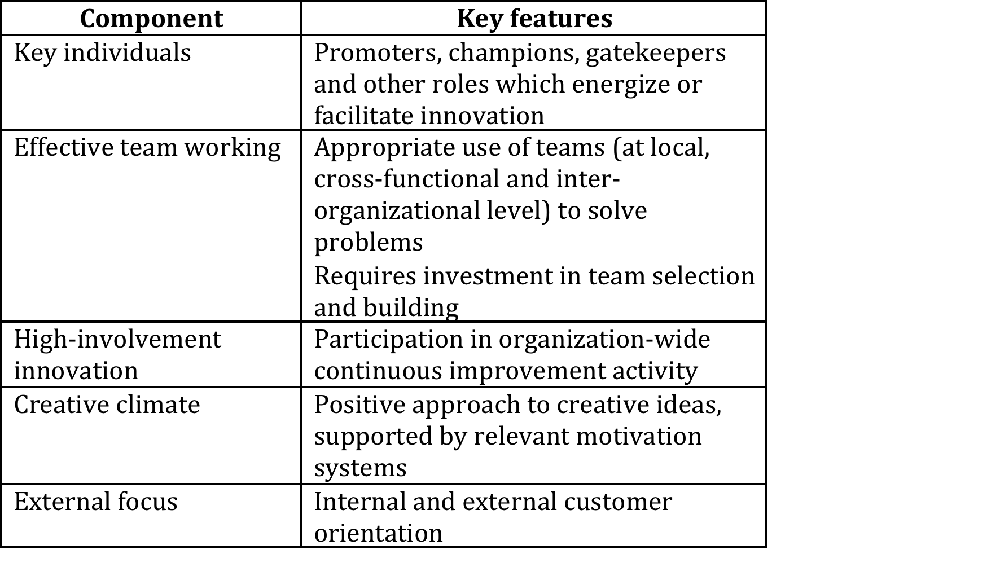 Component
Key features
Key individuals
Promoters, champions, gatekeepers
and other roles which energize or
facilitate innovation
Effective team working
Appropriate use of teams (at local,
cross-functional and inter-
organizational level) to solve
problems
Requires investment in team selection
and building
High-involvement
innovation
Participation in organization-wide
continuous improvement activity
Creative climate
Positive approach to creative ideas,
supported by relevant motivation
systems
External focus
Internal and external customer
orientation